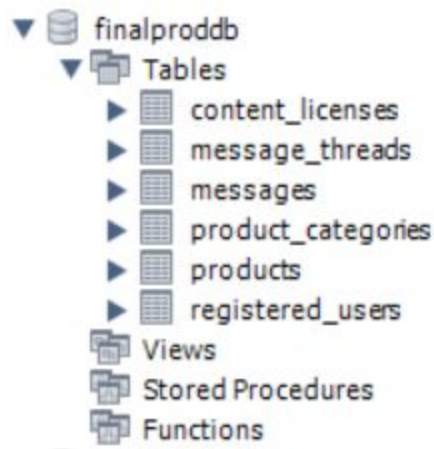 finalproddb
Tables
content_licenses
message_threads
messages
product_categories
products
registered_users
Views
Stored Procedures
Functions